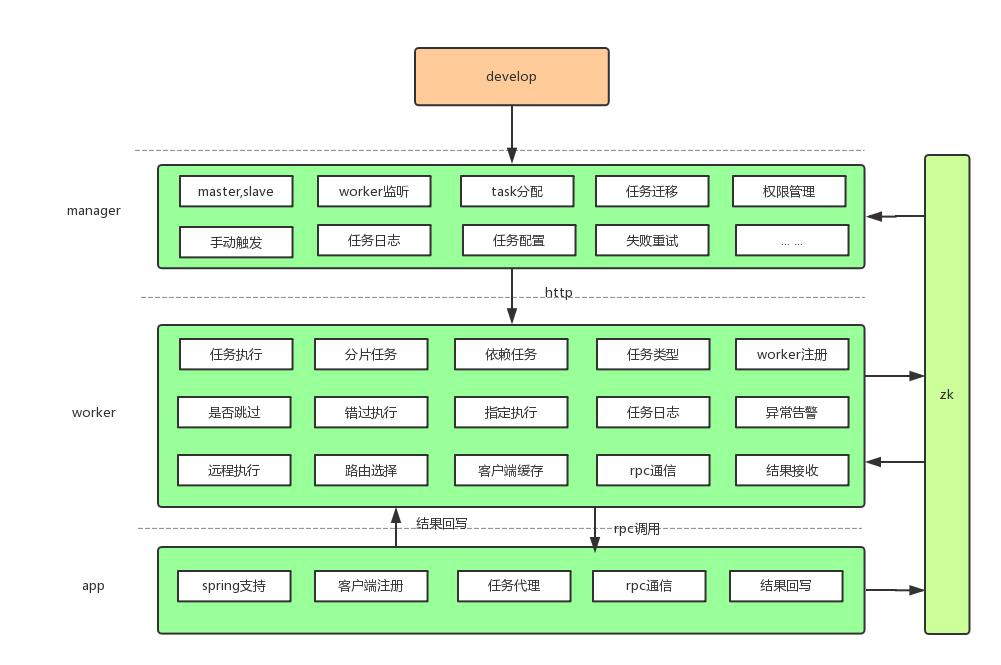 develop
manager
master,slave
worker监听
task分配
任务迁移
权限管理
手动触发
任务日志
任务配置
失败重试
... ...
http
worker
任务执行
分片任务
依赖任务
任务类型
worker注册
是否跳过
错过执行
指定执行
任务日志
异常告警
远程执行
路由选择
客户端缓存
rpc通信
结果接收
zk
结果回写
rpc调用
app
spring支持
客户端注册
任务代理
rpc通信
结果回写